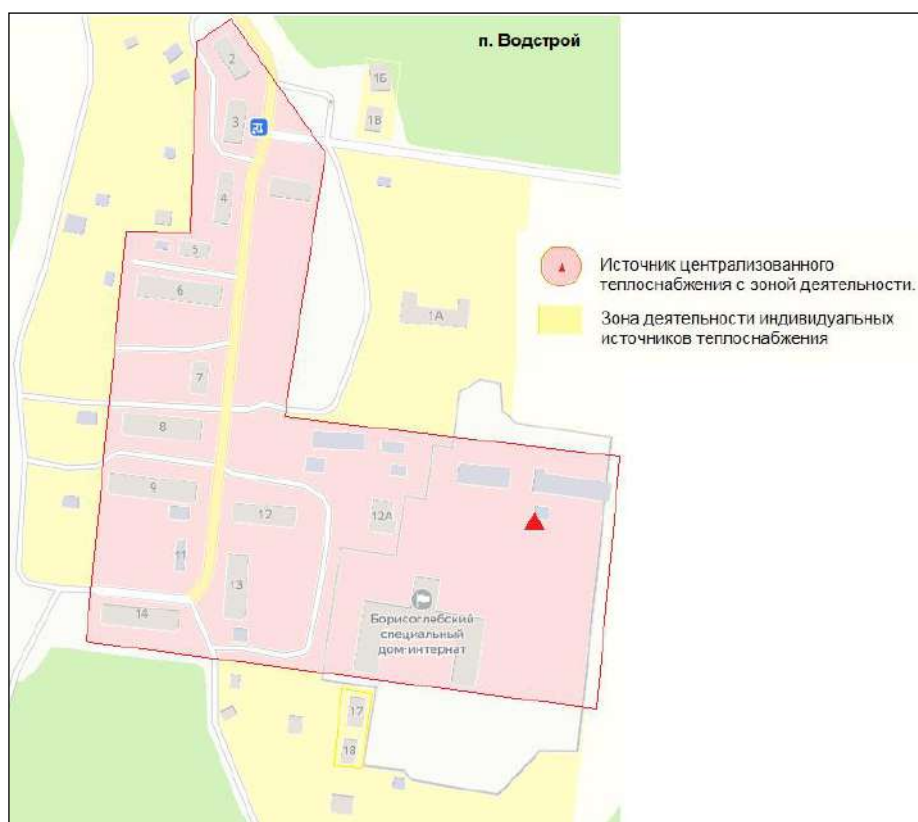 п. Водстрой
2
1Б
3
1В
4
5
6
1А
7
8
9
12
12А
11
13
14
Борисоглебский
специальный
дом-интернат
17
18
Источник централизованного
теплоснабжения с зоной деятельности.
Зона деятельности индивидуальных
источников теплоснабжения